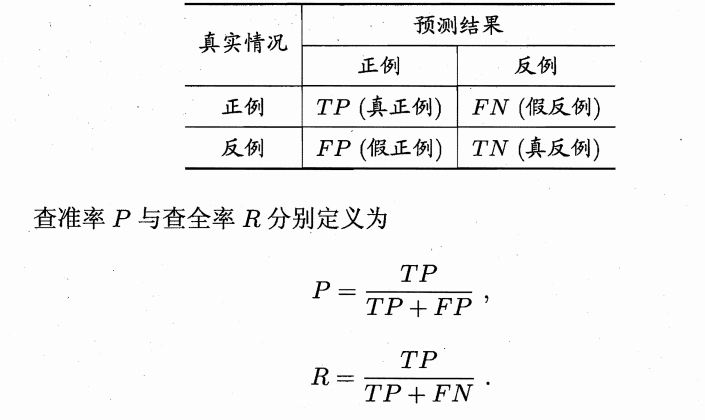 真实情况 预测结果
正例 反例
正例 TP (真正例) FN (假反例)
反例 FP (假正例) TN (真反例)
查准率 P 与查全率 R 分别定义为
P = TP / (TP + FP) ,
R = TP / (TP + FN) .